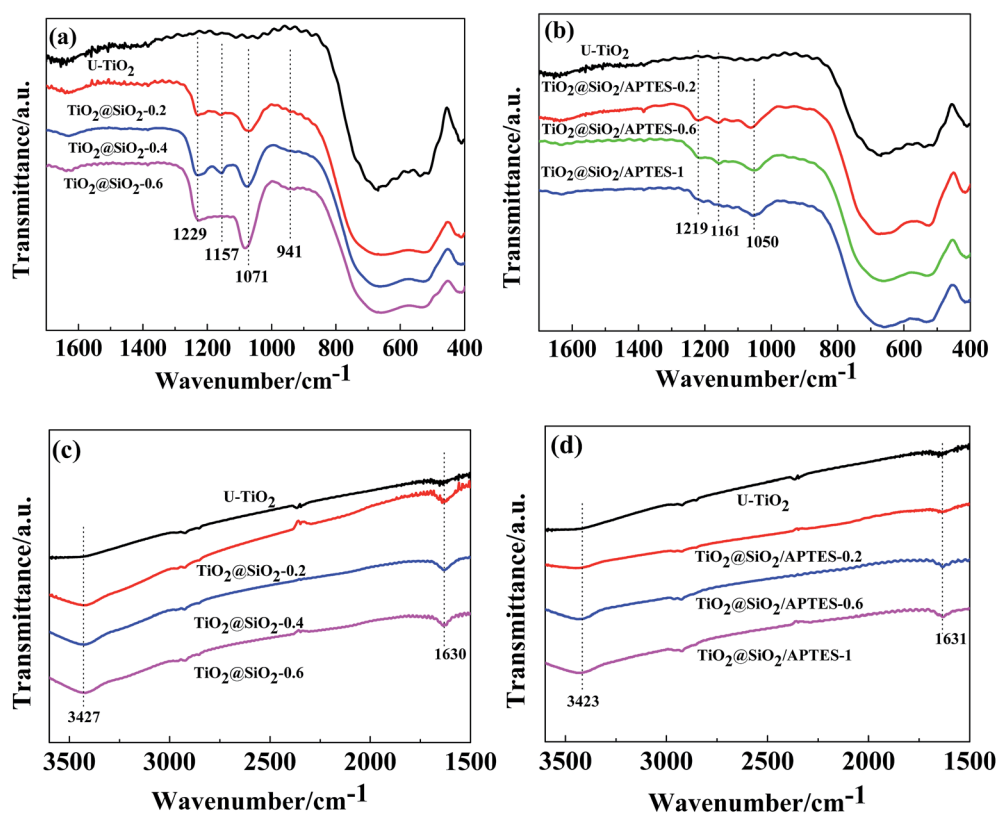 (a)
U-TiO2
TiO2@SiO2-0.2
TiO2@SiO2-0.4
TiO2@SiO2-0.6
1229
1157
1071
941
Transmittance/a.u.
1600 1400 1200 1000 800 600 400
Wavenumber/cm-1
(b)
U-TiO2
TiO2@SiO2/APTES-0.2
TiO2@SiO2/APTES-0.6
TiO2@SiO2/APTES-1
1219
1161
1050
Transmittance/a.u.
1600 1400 1200 1000 800 600 400
Wavenumber/cm-1
(c)
U-TiO2
TiO2@SiO2-0.2
TiO2@SiO2-0.4
TiO2@SiO2-0.6
1630
3427
Transmittance/a.u.
3500 3000 2500 2000 1500
Wavenumber/cm-1
(d)
U-TiO2
TiO2@SiO2/APTES-0.2
TiO2@SiO2/APTES-0.6
TiO2@SiO2/APTES-1
1631
3423
Transmittance/a.u.
3500 3000 2500 2000 1500
Wavenumber/cm-1